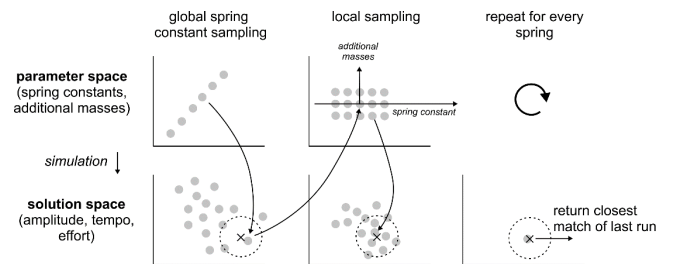 global spring
constant sampling
local sampling
repeat for every
spring
additional
masses
parameter space
(spring constants,
additional masses)
spring constant
simulation
solution space
(amplitude, tempo,
effort)
return closest
match of last run